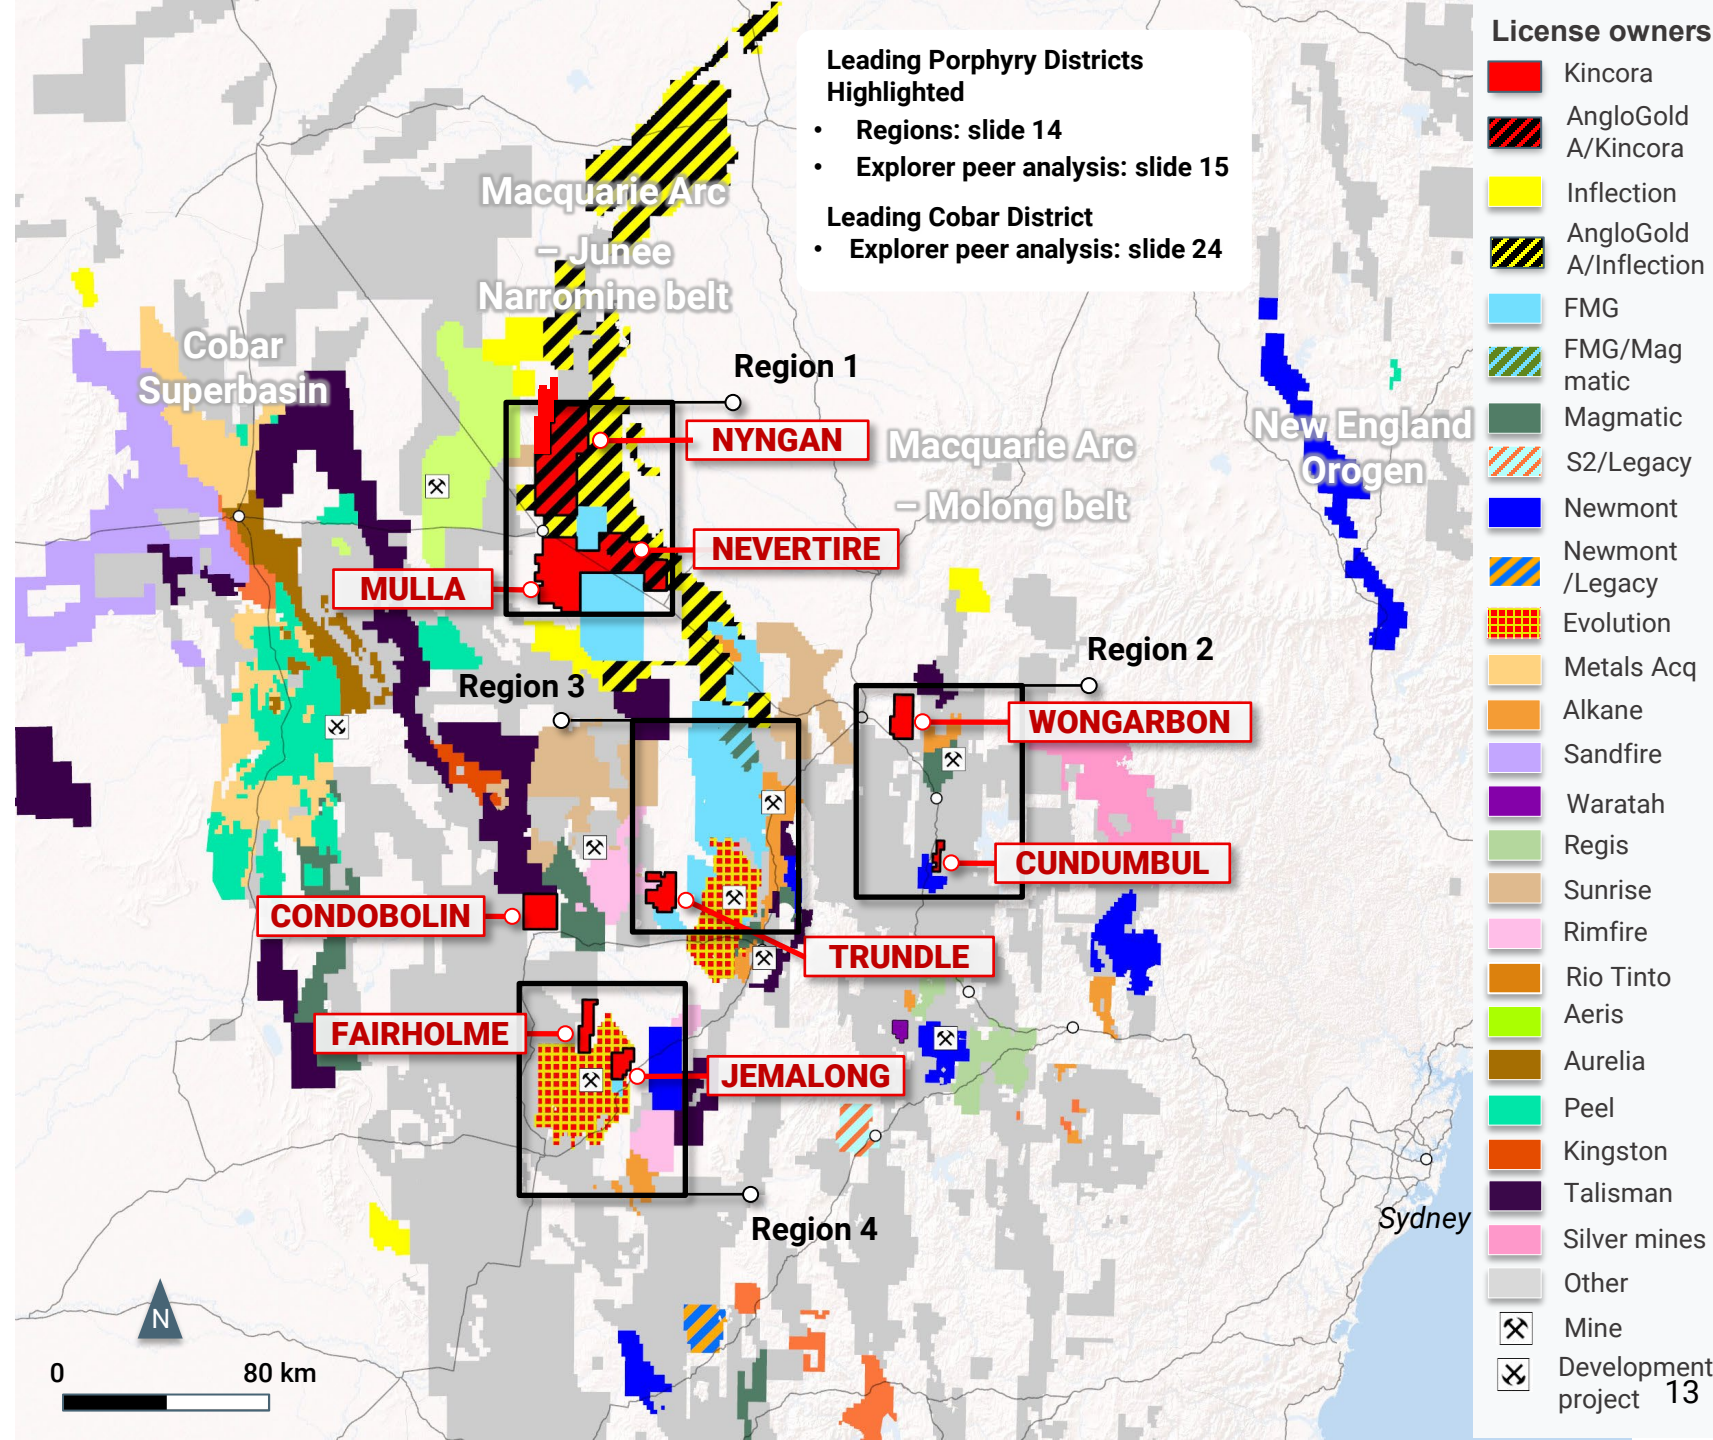 Leading Porphyry Districts
Highlighted
• Regions: slide 14
• Explorer peer analysis: slide 15
Leading Cobar District
• Explorer peer analysis: slide 24
Macquarie Arc
– Junee
Narromine belt
Cobar
Superbasin
Region 1
NYNGAN
Macquarie Arc
– Molong belt
New England
Orogen
NEVERTIRE
MULLA
Region 2
Region 3
WONGARBON
CUNDUMBUL
CONDOBOLIN
TRUNDLE
FAIRHOLME
JEMALONG
Region 4
Sydney
N
0 80 km
License owners
Kincora
AngloGold
A/Kincora
Inflection
AngloGold
A/Inflection
FMG
FMG/Mag
matic
Magmatic
S2/Legacy
Newmont
Newmont
/Legacy
Evolution
Metals Acq
Alkane
Sandfire
Waratah
Regis
Sunrise
Rimfire
Rio Tinto
Aeris
Aurelia
Peel
Kingston
Talisman
Silver mines
Other
Mine
Development
project
13